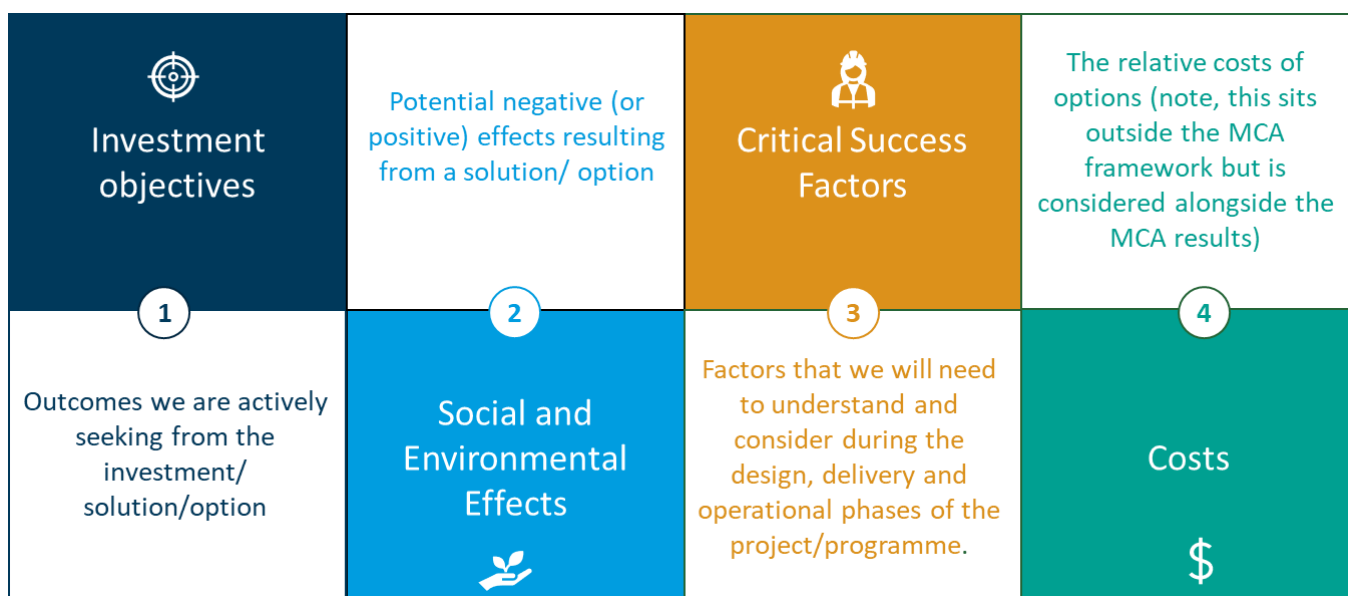 Investment
objectives
1
Outcomes we are actively
seeking from the
investment/
solution/option
Potential negative (or
positive) effects resulting
from a solution/ option
2
Social and
Environmental
Effects
Critical Success
Factors
3
Factors that we will need
to understand and
consider during the
design, delivery and
operational phases of the
project/programme.
The relative costs of
options (note, this sits
outside the MCA
framework but is
considered alongside the
MCA results)
4
Costs
$